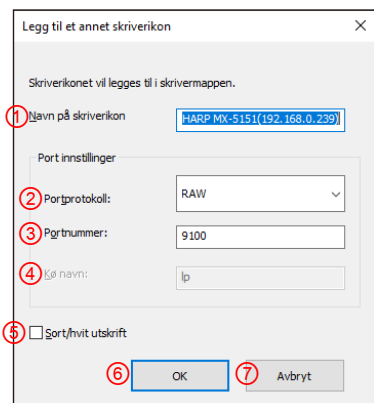 Legg til et annet skriverikon
Skriverikonet vil legges til i skrivermappen.
① Navn på skriverikon HARP MX-5151(192.168.0.239)
Port innstillinger
② Portprotokoll: RAW
③ Portnummer: 9100
④ Kø navn: lp
⑤ Sort/hvit utskrift
⑥ OK ⑦ Avbryt